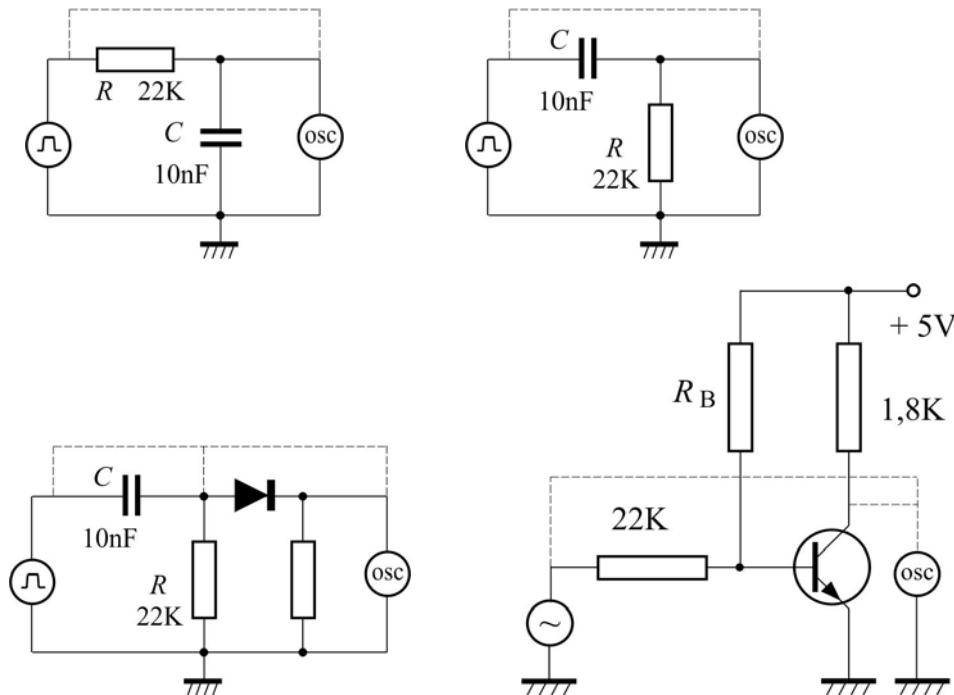 R 22K
C
10nF
osc
C
10nF
R
22K
osc
C
10nF
R
22K
osc
+ 5V
R B
1,8K
22K
~
osc